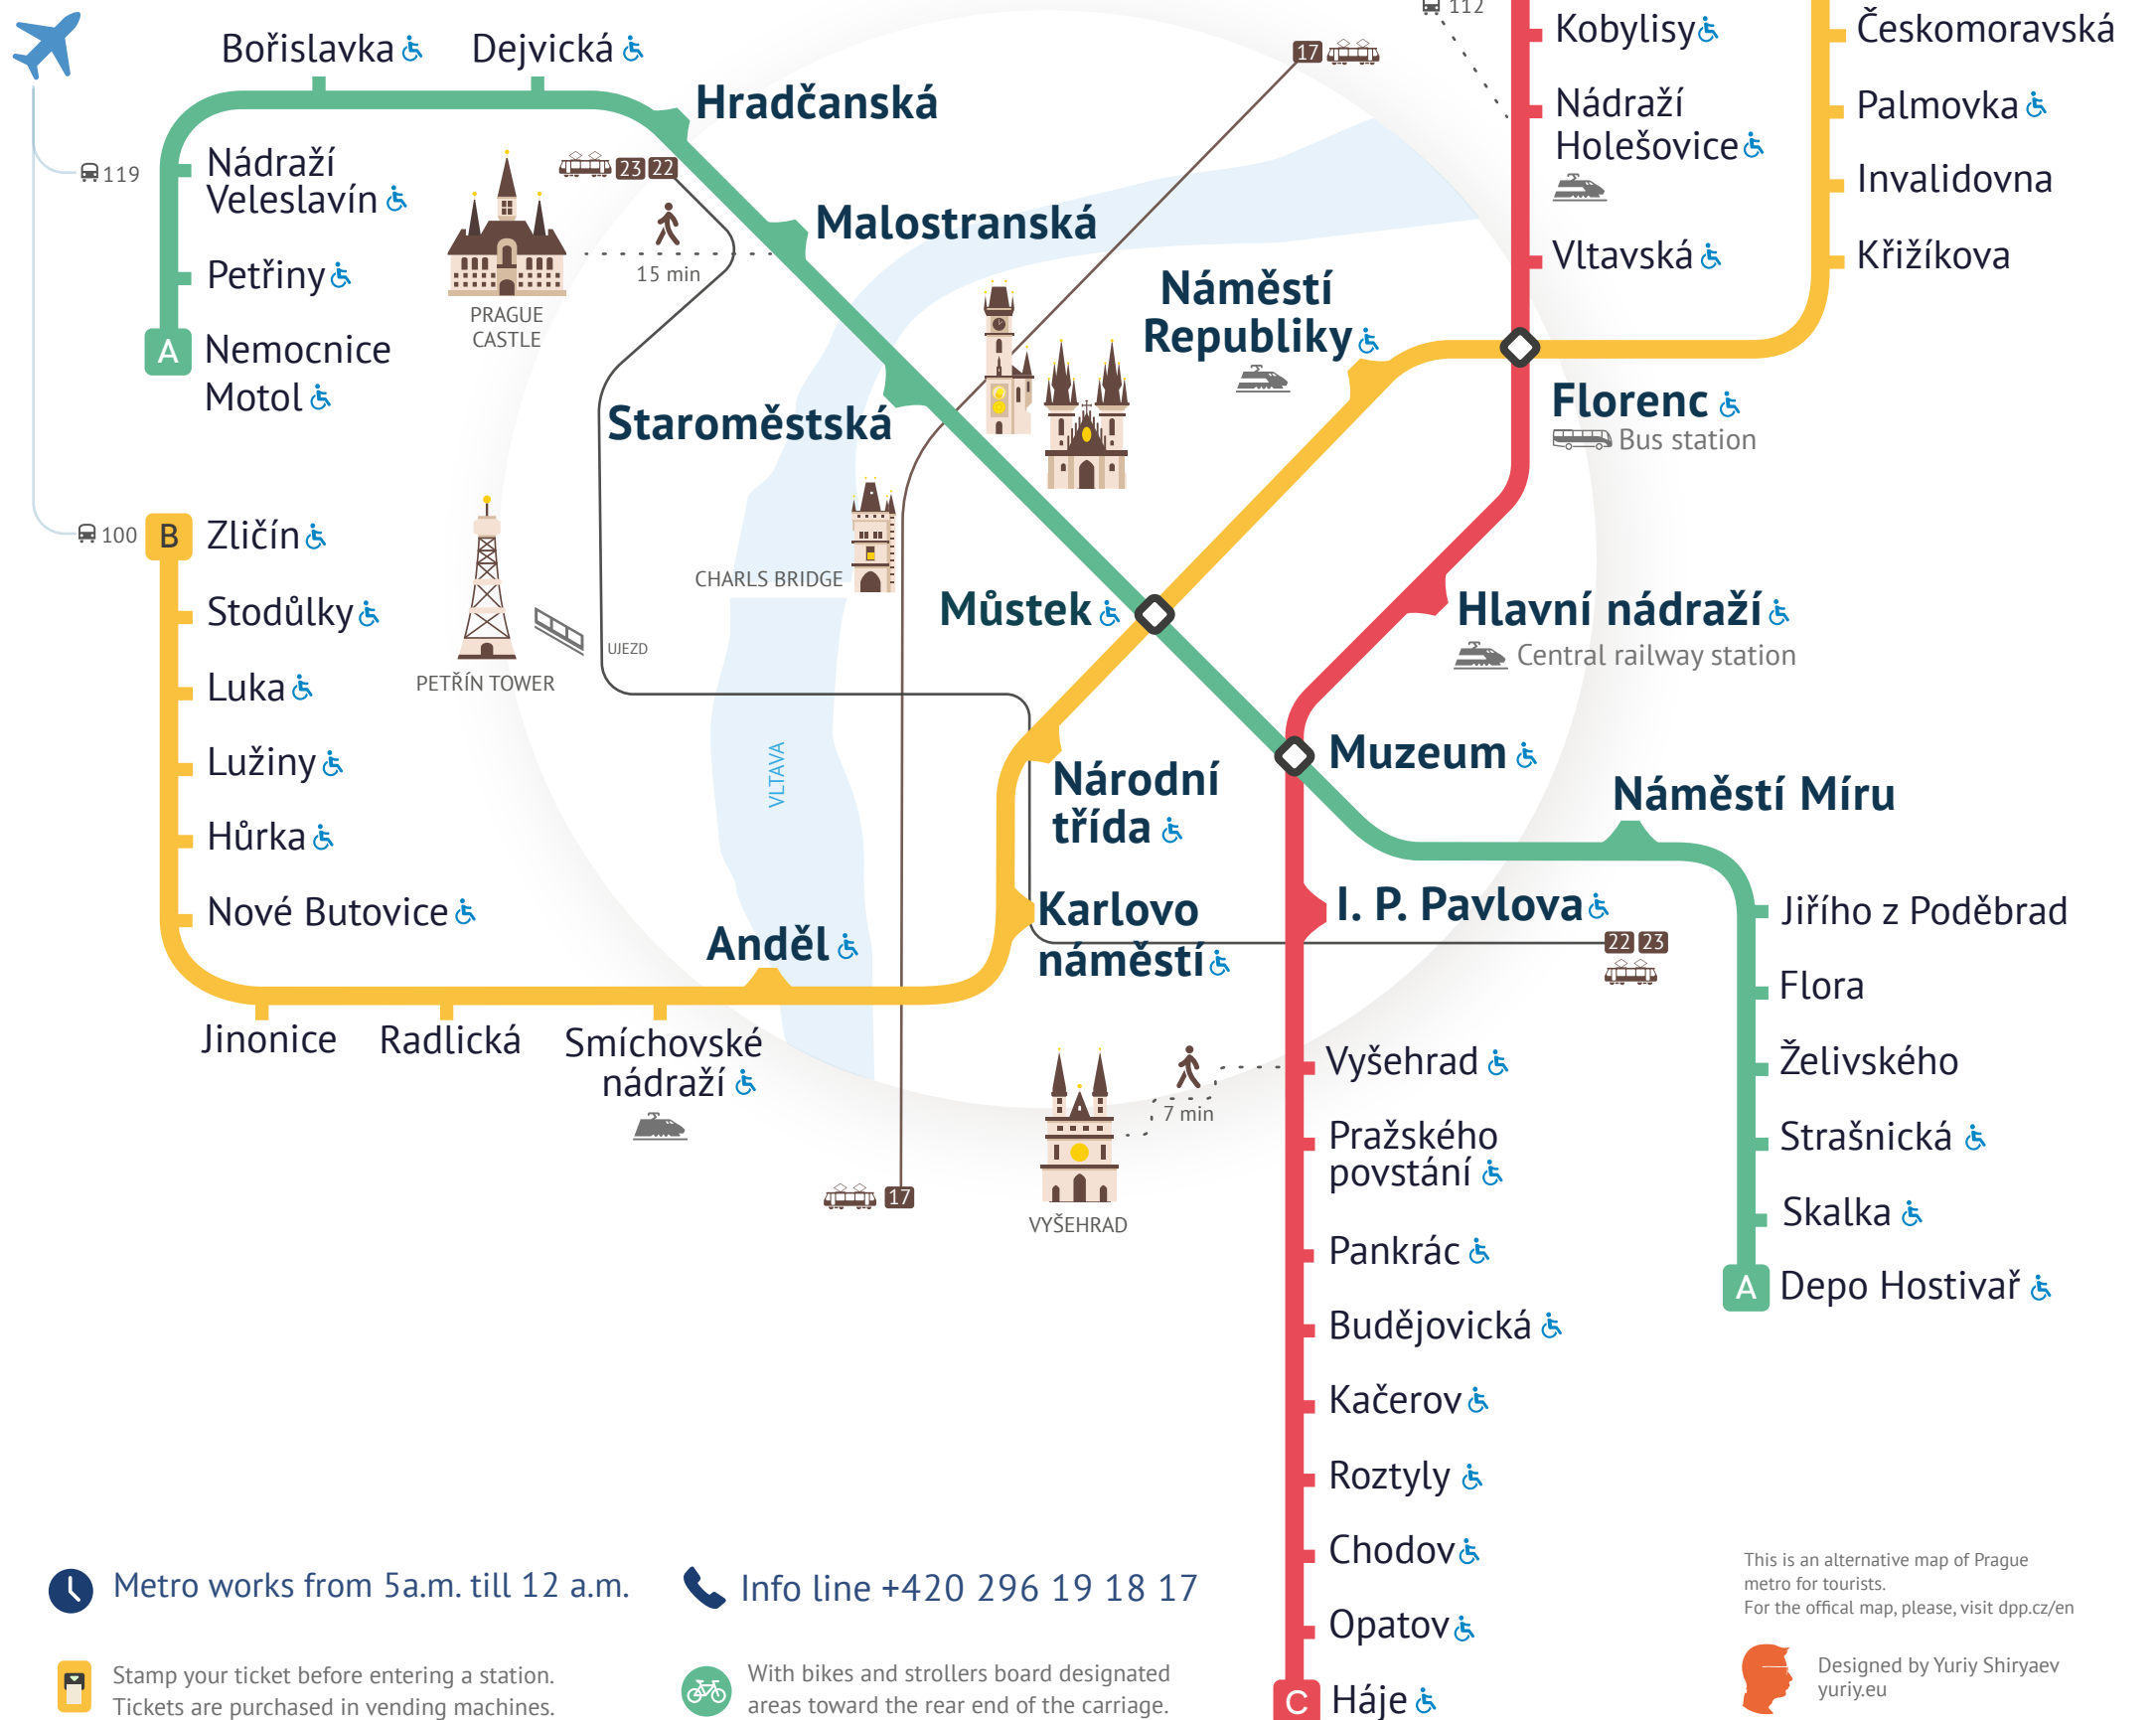 112
Bořislavka
Dejvická
Hradčanská
17
Kobylisy
Českomoravská
119
Nádraží
Veleslavín
23 22
Malostranská
Nádraží
Holešovice
Palmovka
Invalidovna
Petřiny
15 min
Vltavská
Křižíkova
PRAGUE
CASTLE
Náměstí
Republiky
A
Nemocnice
Motol
Staroměstská
Florenc
Bus station
100
B
Zličín
CHARLS BRIDGE
Můstek
Hlavní nádraží
Central railway station
Stodůlky
UJEZD
PETŘÍN TOWER
Luka
VLTAVA
Lužiny
Národní
třída
Muzeum
Náměstí Míru
Hůrka
Nové Butovice
Anděl
Karlovo
náměstí
I. P. Pavlova
22 23
Jiřího z Poděbrad
Flora
Jinonice
Radlická
Smíchovské
nádraží
7 min
Vyšehrad
Želivského
17
VYŠEHRAD
Pražského
povstání
Strašnická
Pankrác
Skalka
Budějovická
A
Depo Hostivař
Kačerov
Roztyly
Chodov
Opatov
C
Háje
Metro works from 5a.m. till 12 a.m.
Info line +420 296 19 18 17
Stamp your ticket before entering a station.
Tickets are purchased in vending machines.
With bikes and strollers board designated
areas toward the rear end of the carriage.
This is an alternative map of Prague
metro for tourists.
For the offical map, please, visit dpp.cz/en
Designed by Yuriy Shiryaev
yuriy.eu